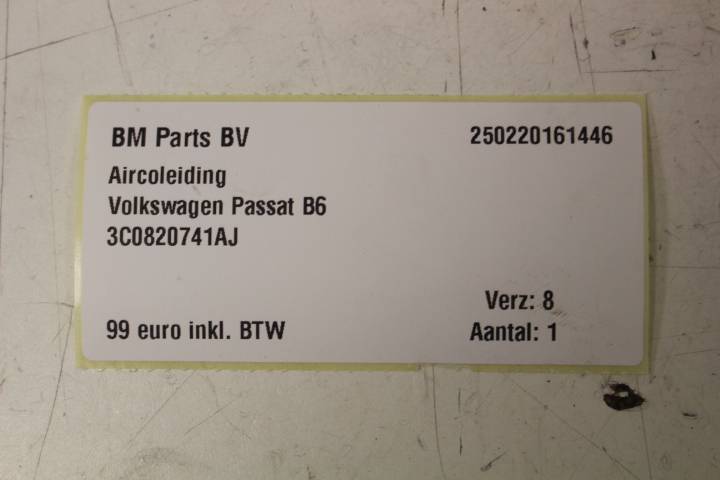 BM Parts BV 250220161446
Aircoleiding
Volkswagen Passat B6
3C0820741AJ
Verz: 8
99 euro inkl. BTW Aantal: 1